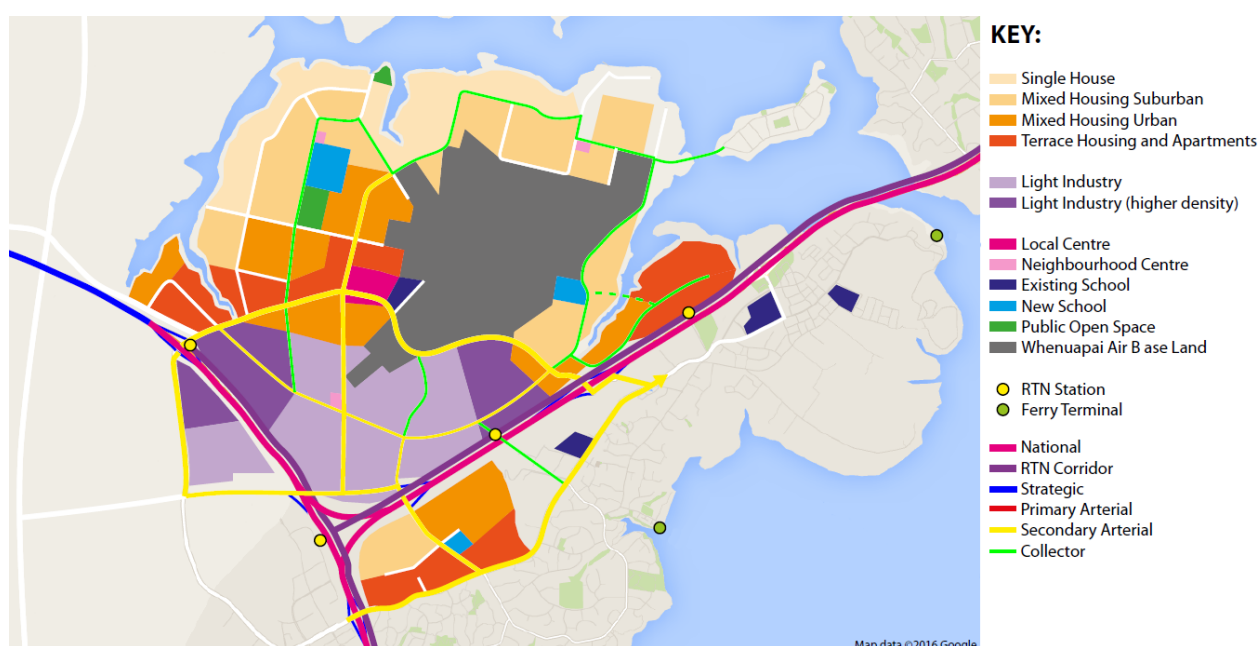 KEY:
Single House
Mixed Housing Suburban
Mixed Housing Urban
Terrace Housing and Apartments
Light Industry
Light Industry (higher density)
Local Centre
Neighbourhood Centre
Existing School
New School
Public Open Space
Whenuapai Air B ase Land
RTN Station
Ferry Terminal
National
RTN Corridor
Strategic
Primary Arterial
Secondary Arterial
Collector
Map data ©2016 Google